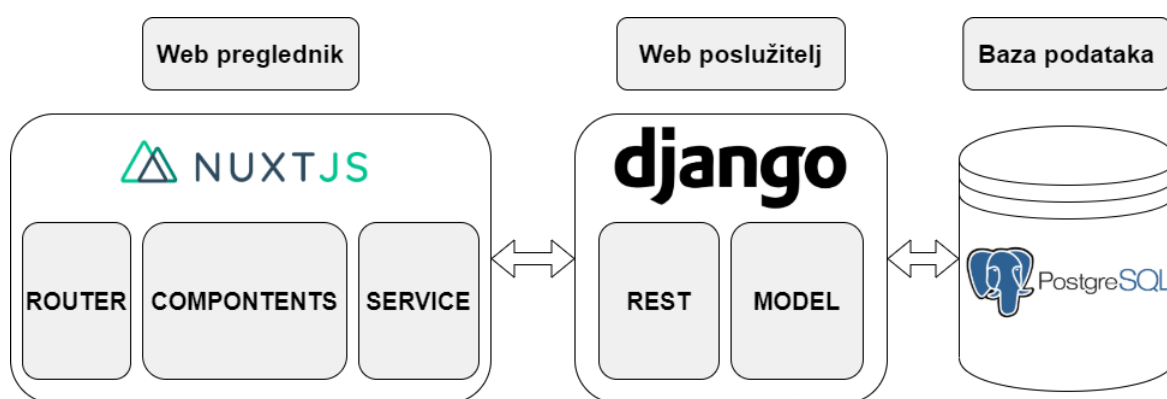 Web preglednik
Web poslužitelj
Baza podataka
NUXTJS
django
ROUTER
COMPONTENTS
SERVICE
REST
MODEL
PostgreSQL